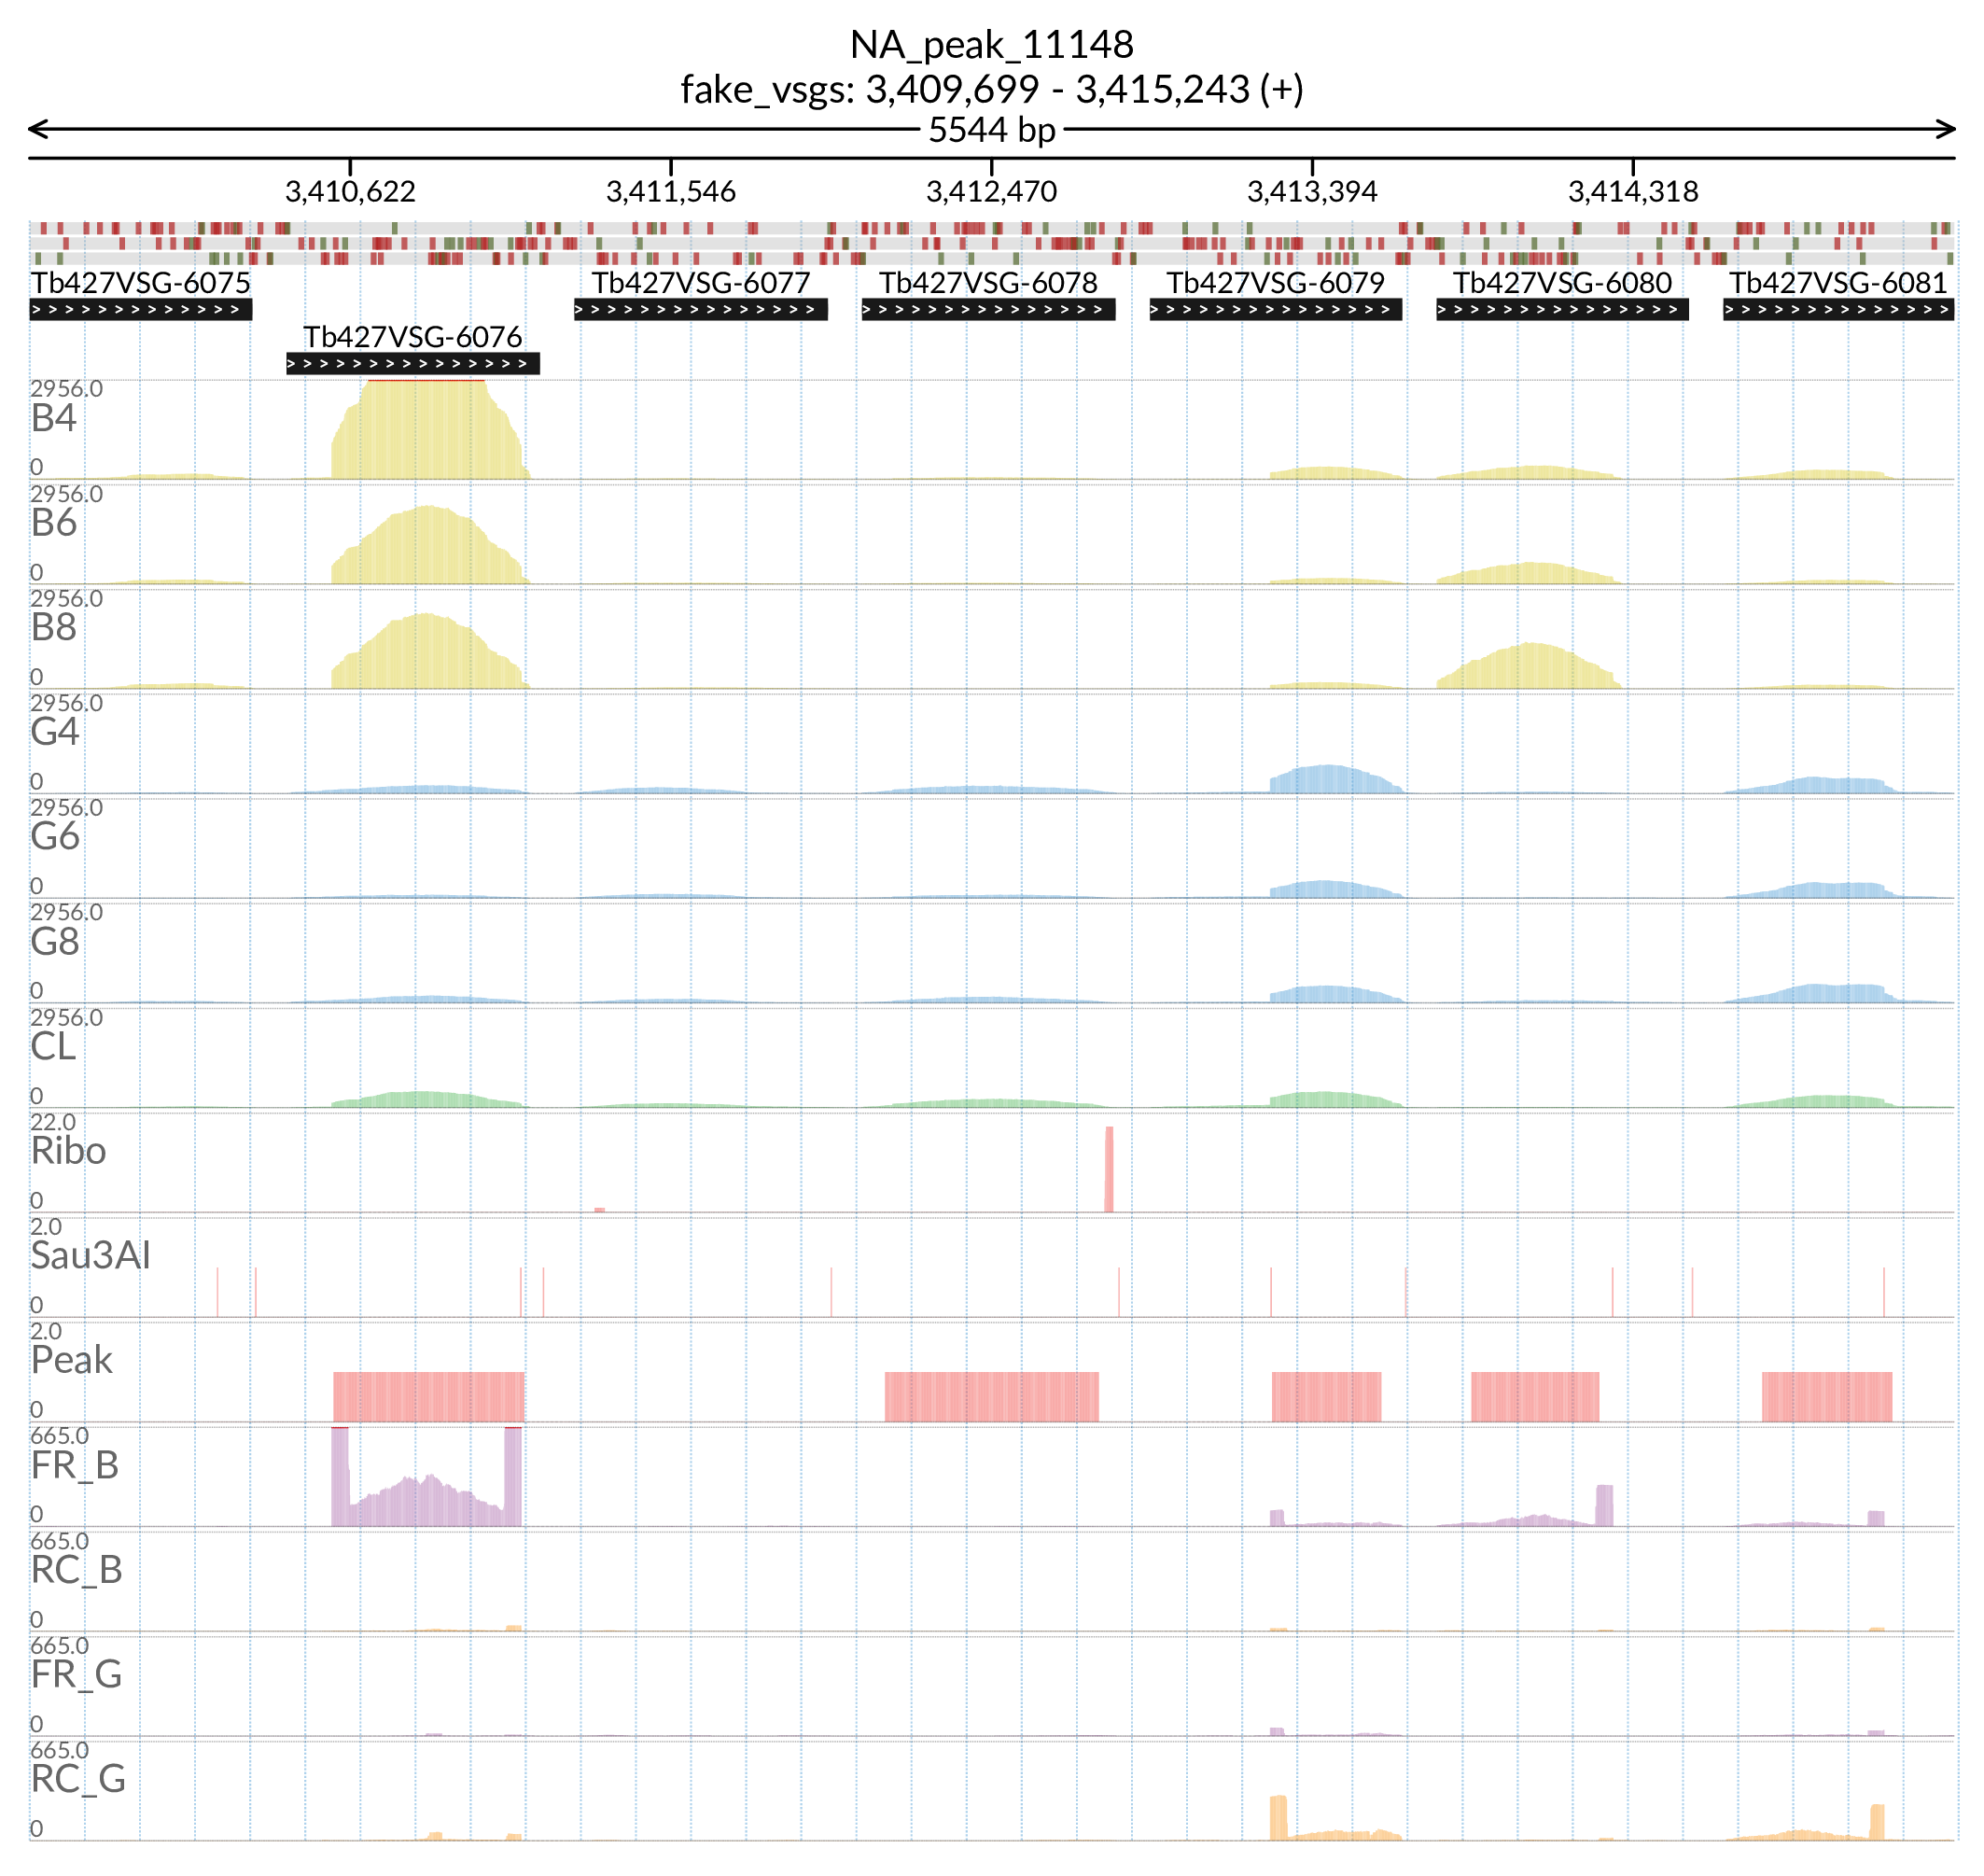 NA_peak_11148
fake_vsgs: 3,409,699 - 3,415,243 (+)
5544 bp
3,410,622 3,411,546 3,412,470 3,413,394 3,414,318
Tb427VSG-6075 Tb427VSG-6077 Tb427VSG-6078 Tb427VSG-6079 Tb427VSG-6080 Tb427VSG-6081
Tb427VSG-6076
2956.0
B4
0
2956.0
B6
0
2956.0
B8
0
2956.0
G4
0
2956.0
G6
0
2956.0
G8
0
2956.0
CL
0
22.0
Ribo
0
2.0
Sau3AI
0
2.0
Peak
0
665.0
FR_B
0
665.0
RC_B
0
665.0
FR_G
0
665.0
RC_G
0